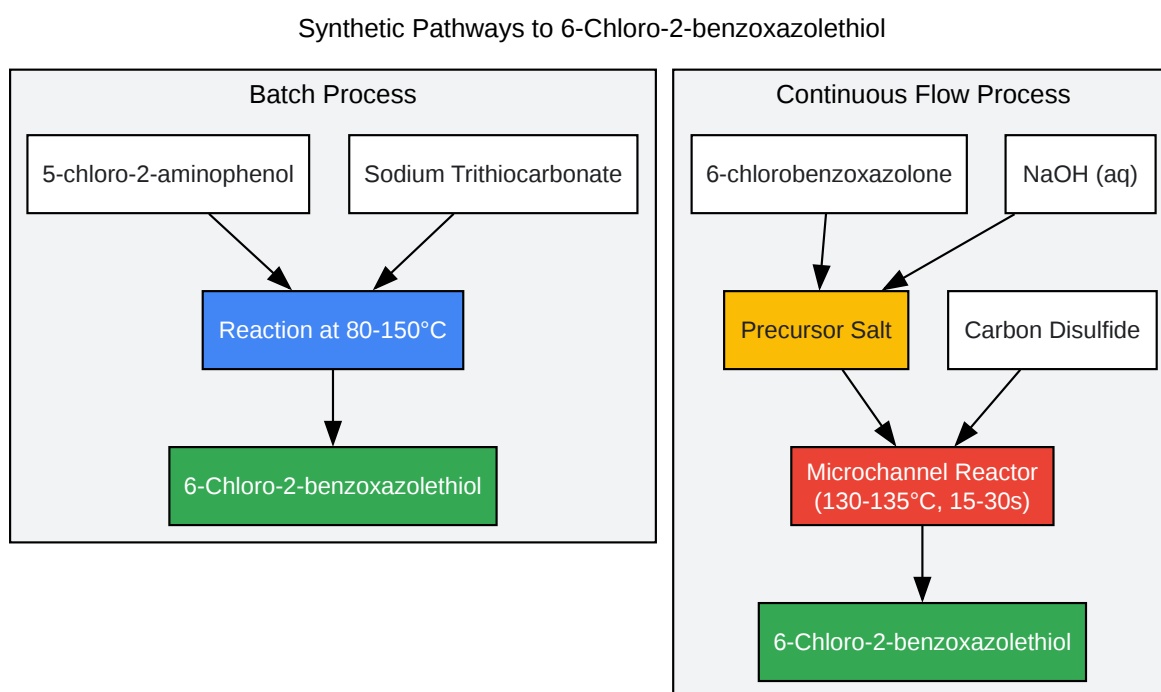 Synthetic Pathways to 6-Chloro-2-benzoxazolethiol
Batch Process
5-chloro-2-aminophenol
Sodium Trithiocarbonate
Reaction at 80-150°C
6-Chloro-2-benzoxazolethiol
Continuous Flow Process
6-chlorobenzoxazolone
NaOH (aq)
Precursor Salt
Carbon Disulfide
Microchannel Reactor
(130-135°C, 15-30s)
6-Chloro-2-benzoxazolethiol